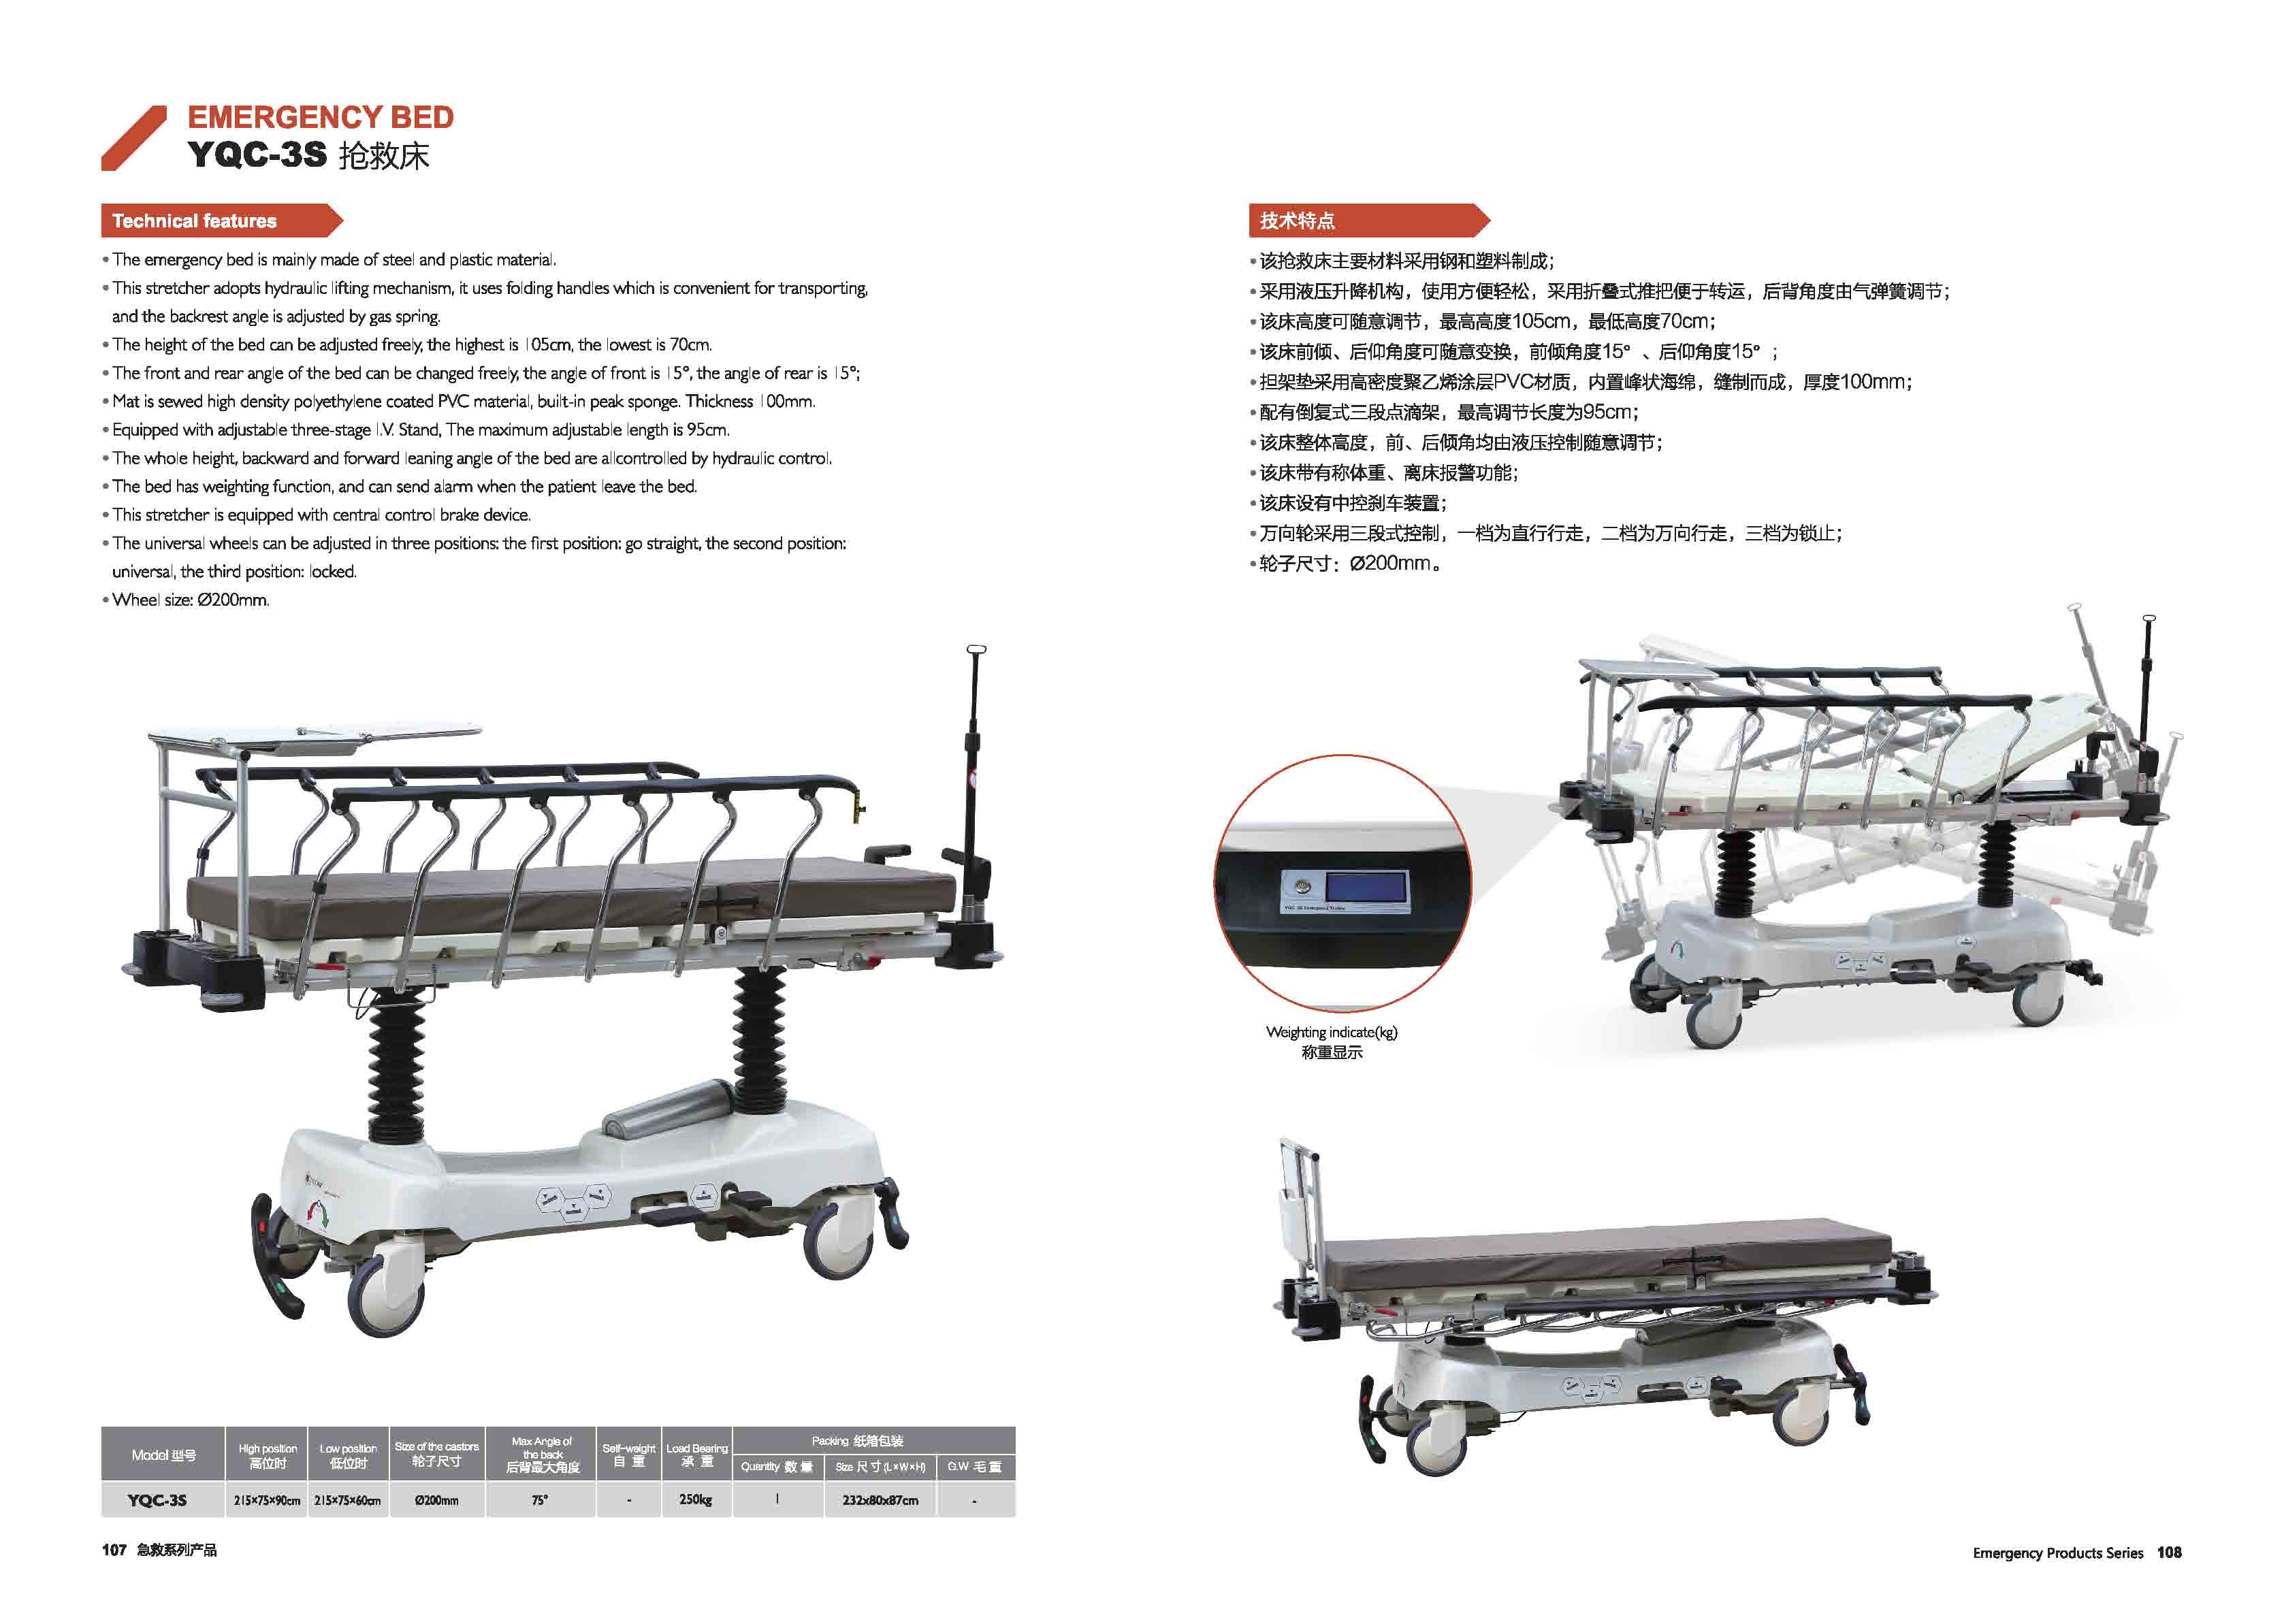 EMERGENCY BED
YQC-3S 抢救床
Technical features
• The emergency bed is mainly made of steel and plastic material.
• This stretcher adopts hydraulic lifting mechanism, it uses folding handles which is convenient for transporting,
and the backrest angle is adjusted by gas spring.
• The height of the bed can be adjusted freely, the highest is 105cm, the lowest is 70cm.
• The front and rear angle of the bed can be changed freely, the angle of front is 15°, the angle of rear is 15°;
• Mat is sewed high density polyethylene coated PVC material, built-in peak sponge. Thickness 100mm.
• Equipped with adjustable three-stage I.V. Stand, The maximum adjustable length is 95cm.
• The whole height, backward and forward leaning angle of the bed are allcontrolled by hydraulic control.
• The bed has weighting function, and can send alarm when the patient leave the bed.
• This stretcher is equipped with central control brake device.
• The universal wheels can be adjusted in three positions: the first position: go straight, the second position:
universal, the third position: locked.
• Wheel size: Ø200mm.
Model 型号 High position 高位时 Low position 低位时 Size of the castors 轮子尺寸 Max Angle of the back 后背最大角度 Self-weight 自 重 Load Bearing 承 重 Packing 纸箱包装
Quantity 数 量 Size 尺 寸 (L×W×H) G.W 毛 重
YQC-3S 215×75×90cm 215×75×60cm Ø200mm 75° - 250kg 1 232x80x87cm -
107 急救系列产品
技术特点
• 该抢救床主要材料采用钢和塑料制成；
• 采用液压升降机构，使用方便轻松，采用折叠式推把便于转运，后背角度由气弹簧调节；
• 该床高度可随意调节，最高高度105cm，最低高度70cm；
• 该床前倾、后仰角度可随意变换，前倾角度15°、后仰角度15°；
• 担架垫采用高密度聚乙烯涂层PVC材质，内置峰状海绵，缝制而成，厚度100mm；
• 配有倒复式三段点滴架，最高调节长度为95cm；
• 该床整体高度，前、后倾角均由液压控制随意调节；
• 该床带有称体重、离床报警功能；
• 该床设有中控刹车装置；
• 万向轮采用三段式控制，一档为直行行走，二档为万向行走，三档为锁止；
• 轮子尺寸：Ø200mm。
Weighting indicate(kg)
称重显示
Emergency Products Series 108